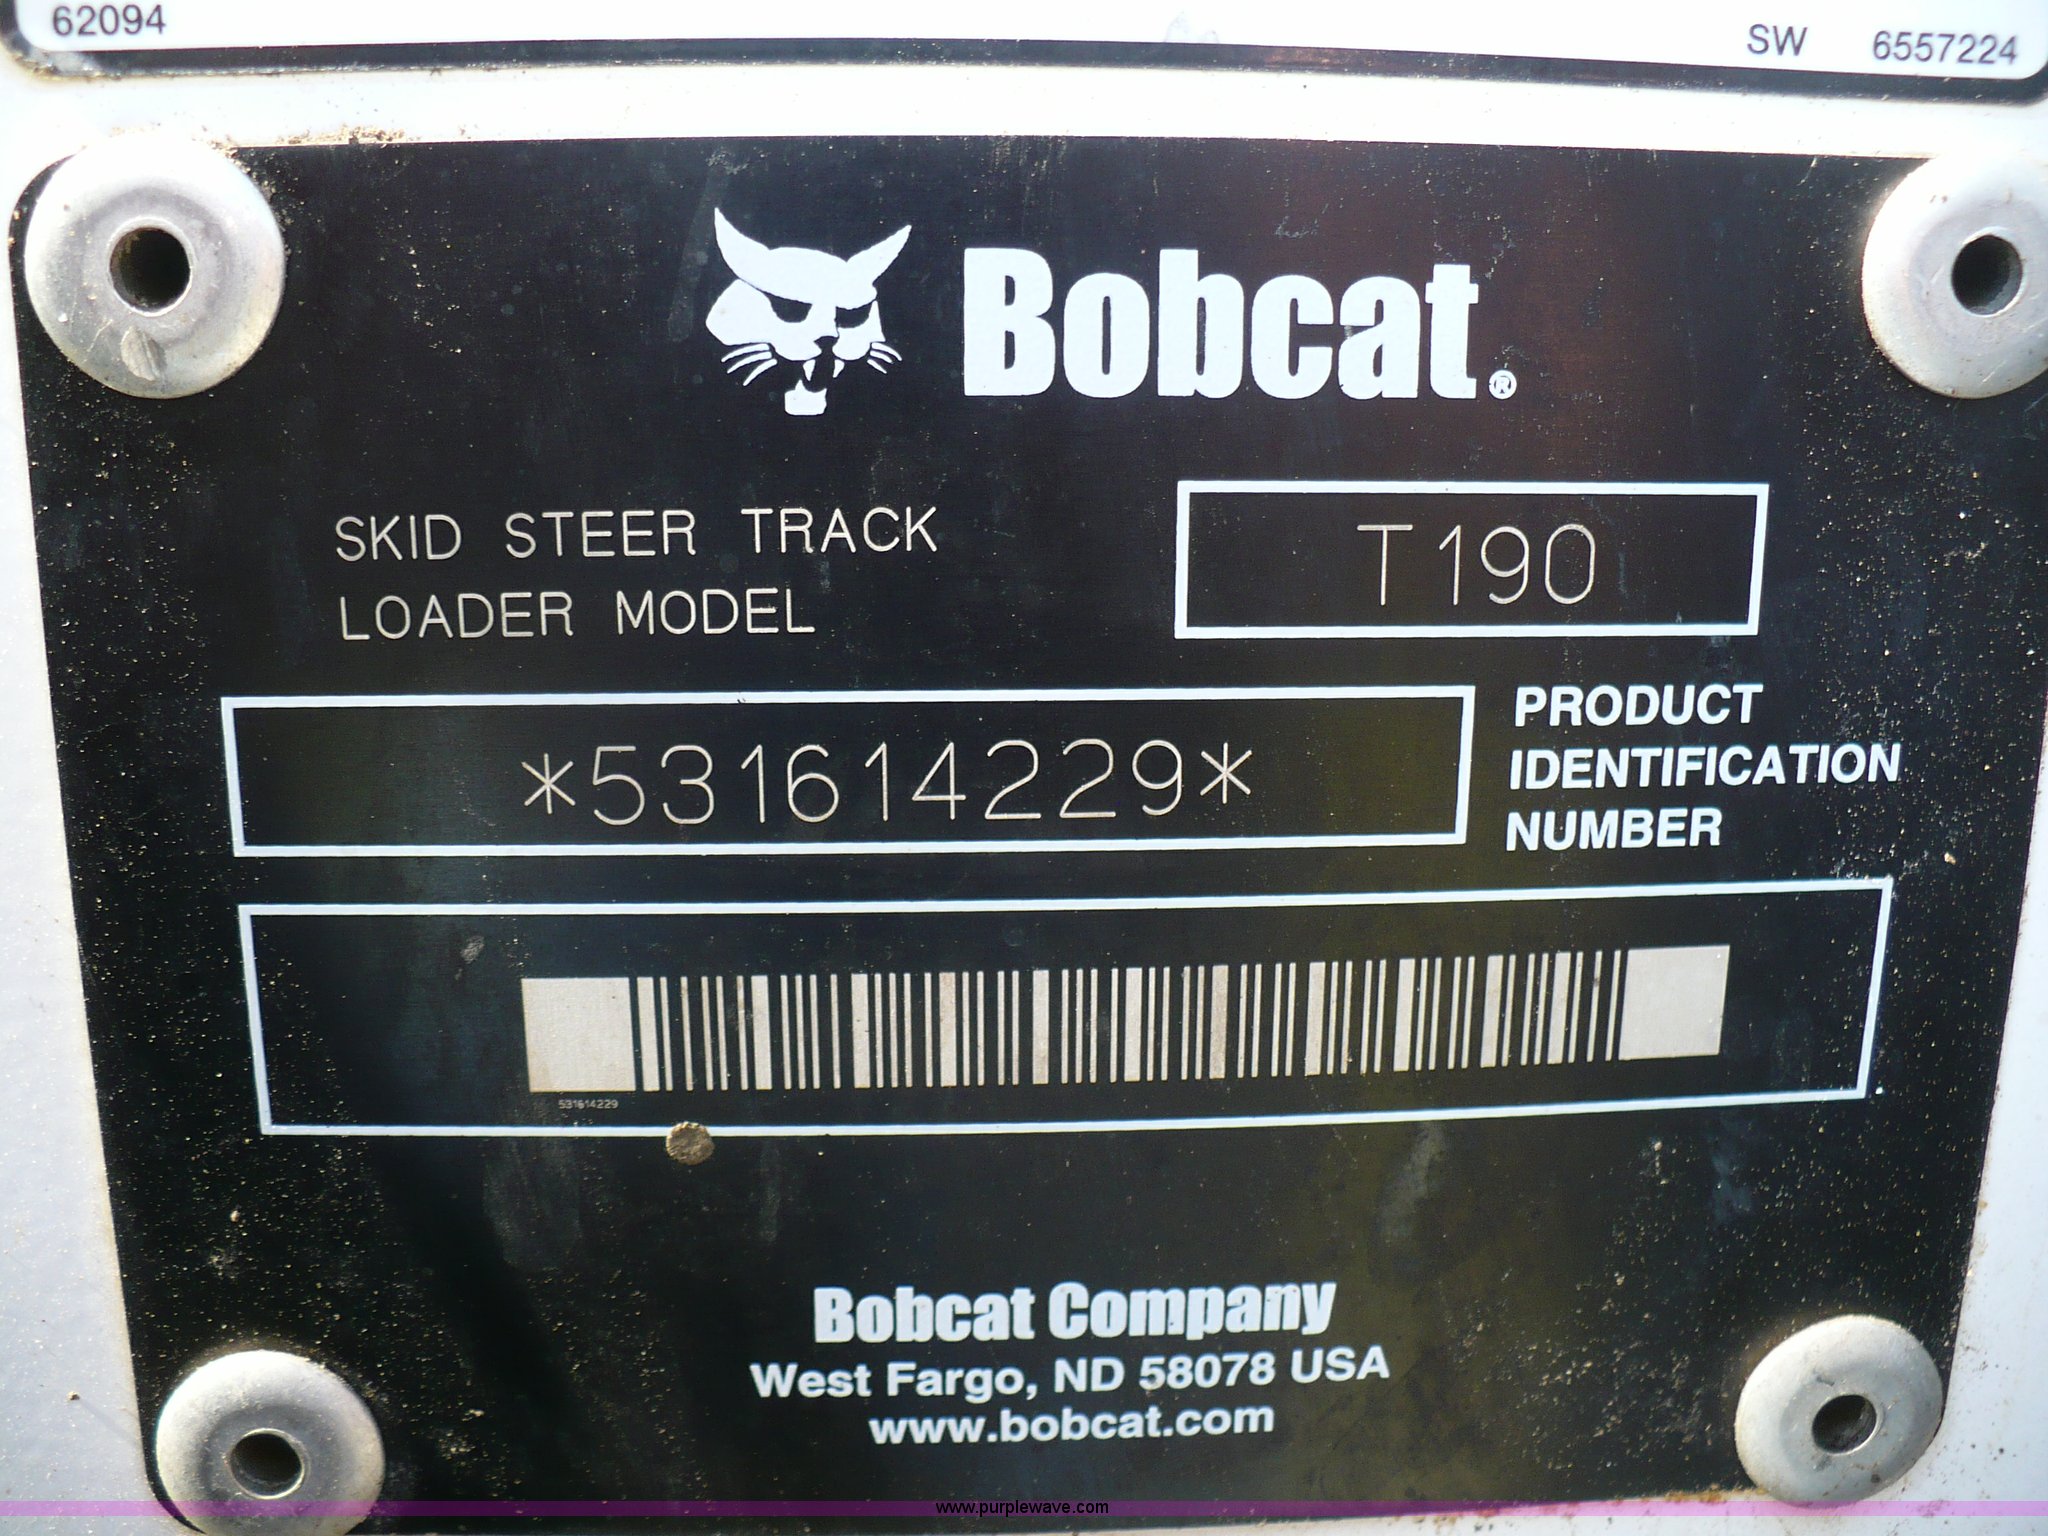 62094
SW 6557224
Bobcat®
SKID STEER TRACK
LOADER MODEL
T190
*531614229*
PRODUCT
IDENTIFICATION
NUMBER
531614229
Bobcat Company
West Fargo, ND 58078 USA
www.bobcat.com
www.purplewave.com